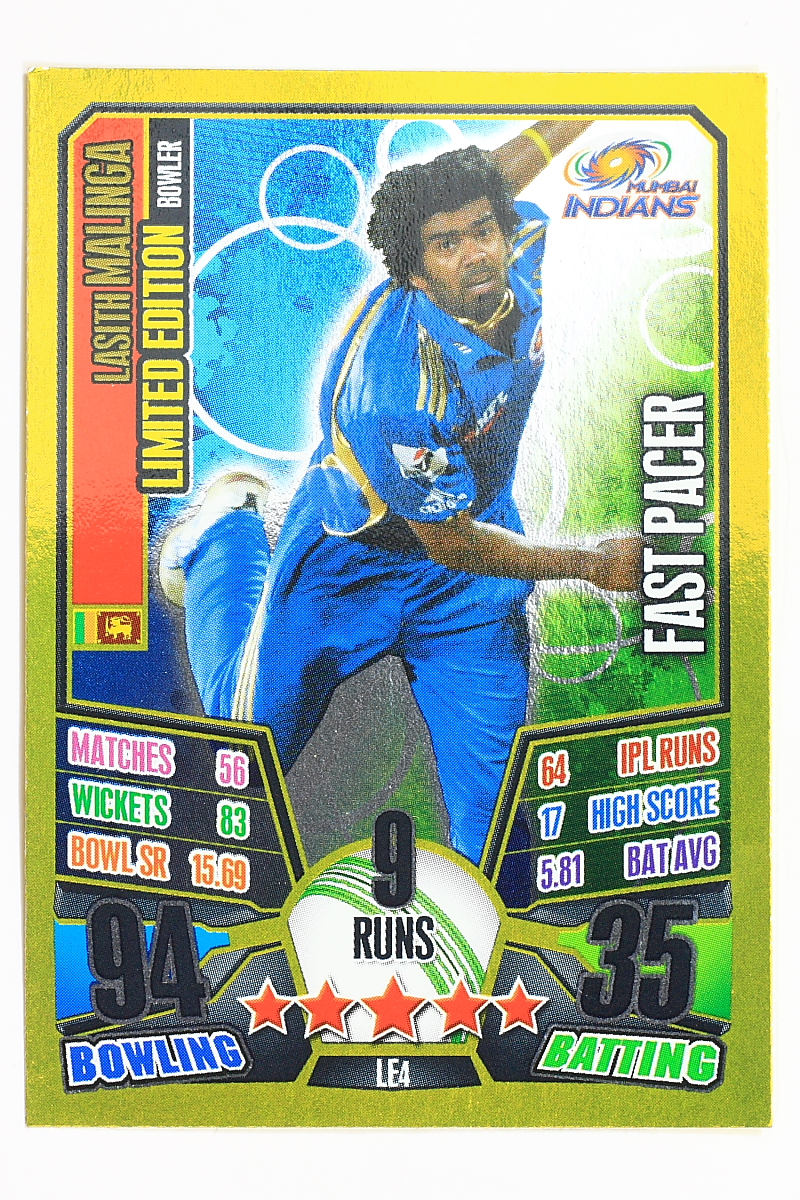 LASITH MALINGA
LIMITED EDITION
BOWLER
MUMBAI
INDIANS
FAST PACER
MATCHES 56
WICKETS 83
BOWL SR 15.69
64 IPL RUNS
17 HIGH SCORE
5.81 BAT AVG
9
RUNS
94
BOWLING
35
BATTING
LE4